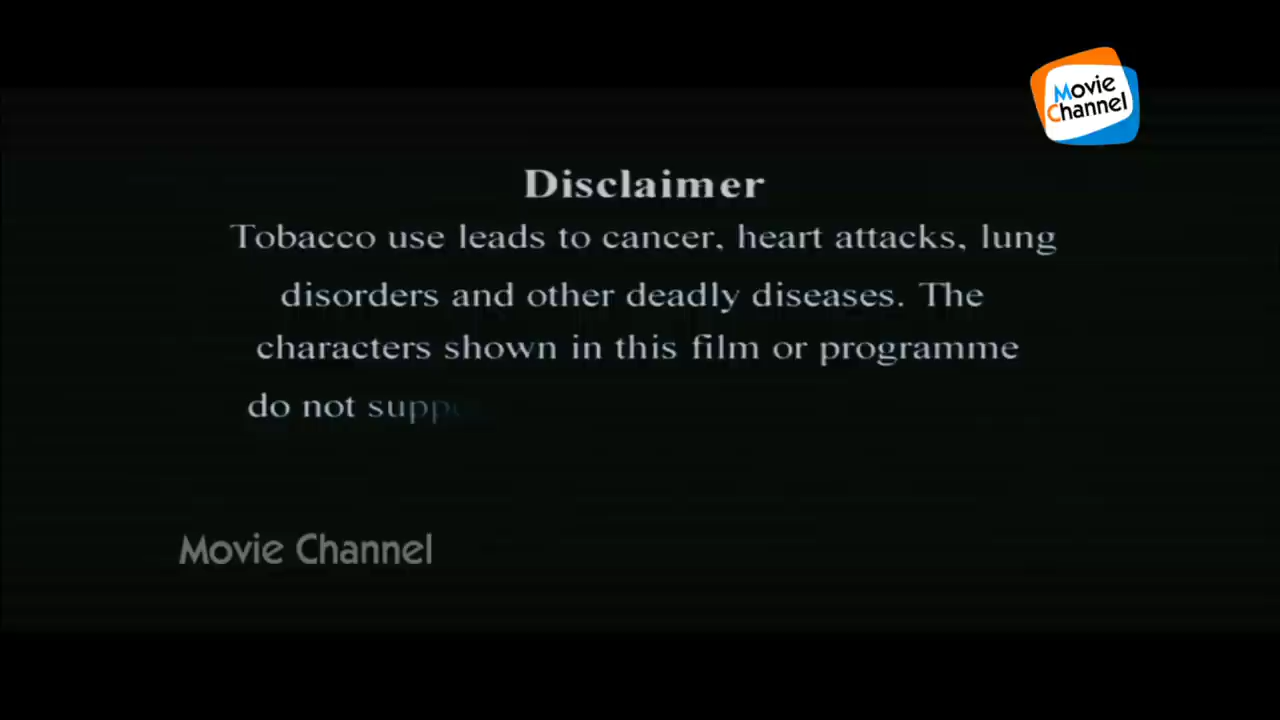 Movie
Channel
Disclaimer
Tobacco use leads to cancer, heart attacks, lung
disorders and other deadly diseases. The
characters shown in this film or programme
do not supp
Movie Channel